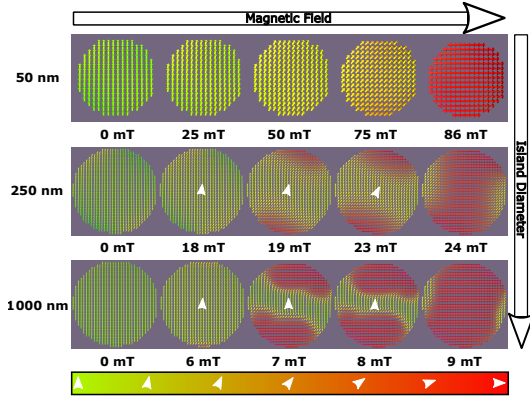 Magnetic Field
50 nm
0 mT 25 mT 50 mT 75 mT 86 mT
250 nm
0 mT 18 mT 19 mT 23 mT 24 mT
1000 nm
0 mT 6 mT 7 mT 8 mT 9 mT
Island Diameter